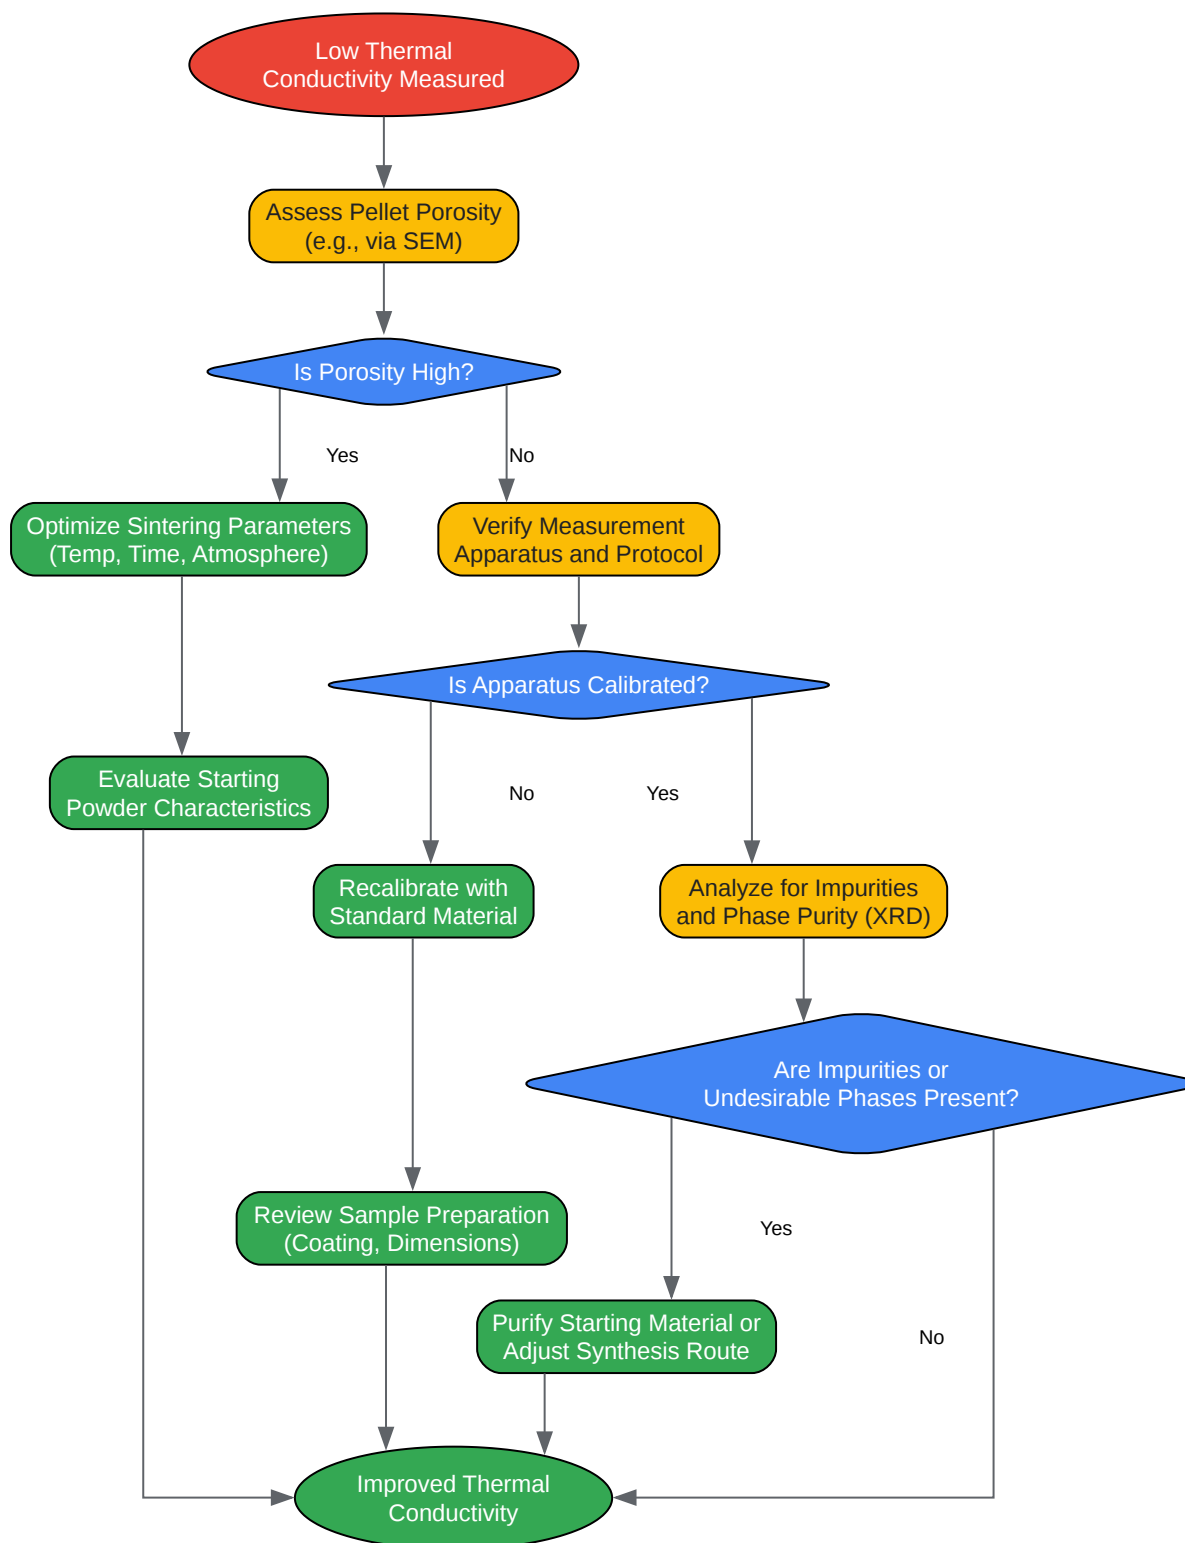 Low Thermal
Conductivity Measured
Assess Pellet Porosity
(e.g., via SEM)
Is Porosity High?
Yes
No
Optimize Sintering Parameters
(Temp, Time, Atmosphere)
Verify Measurement
Apparatus and Protocol
Is Apparatus Calibrated?
Evaluate Starting
Powder Characteristics
No
Yes
Recalibrate with
Standard Material
Analyze for Impurities
and Phase Purity (XRD)
Are Impurities or
Undesirable Phases Present?
Review Sample Preparation
(Coating, Dimensions)
Yes
Purify Starting Material or
Adjust Synthesis Route
No
Improved Thermal
Conductivity